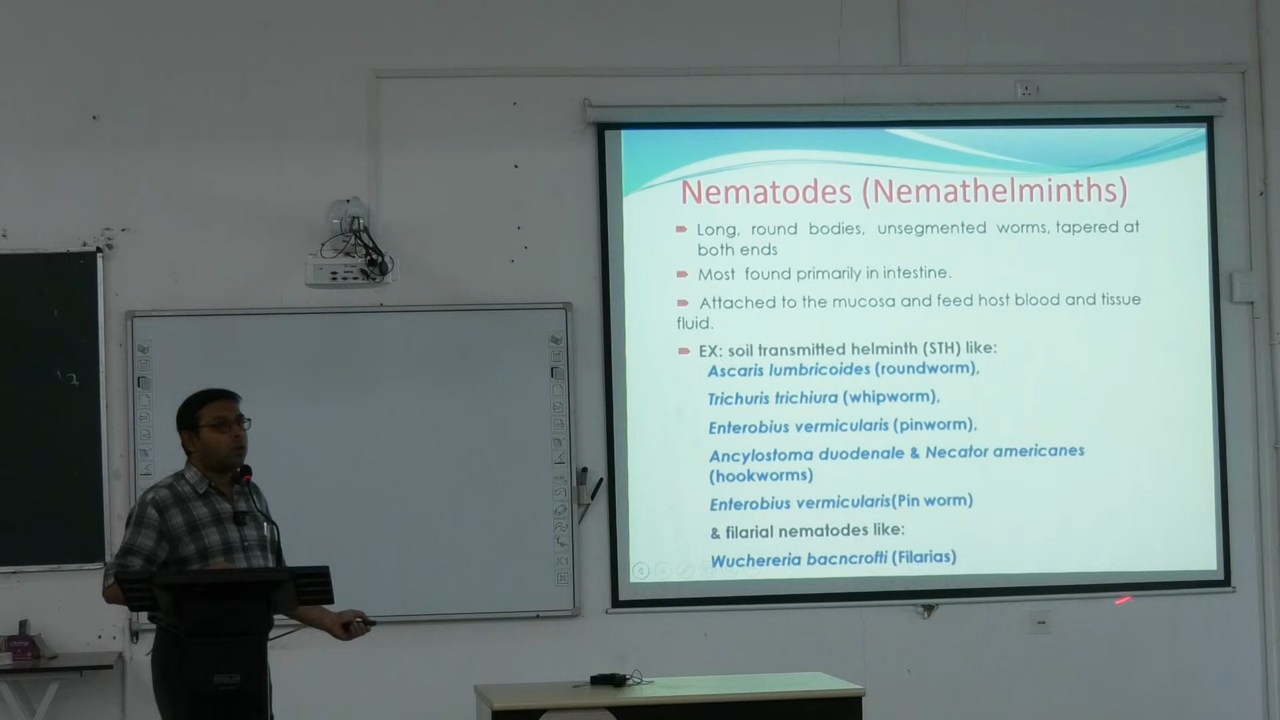 Nematodes (Nemathelminths)
Long, round bodies, unsegmented worms, tapered at
both ends
Most found primarily in intestine.
Attached to the mucosa and feed host blood and tissue
fluid.
EX: soil transmitted helminth (STH) like:
Ascaris lumbricoides (roundworm),
Trichuris trichiura (whipworm),
Enterobius vermicularis (pinworm),
Ancylostoma duodenale & Necator americanes
(hookworms)
Enterobius vermicularis(Pin worm)
& filarial nematodes like:
Wuchereria bacncrofti (Filarias)